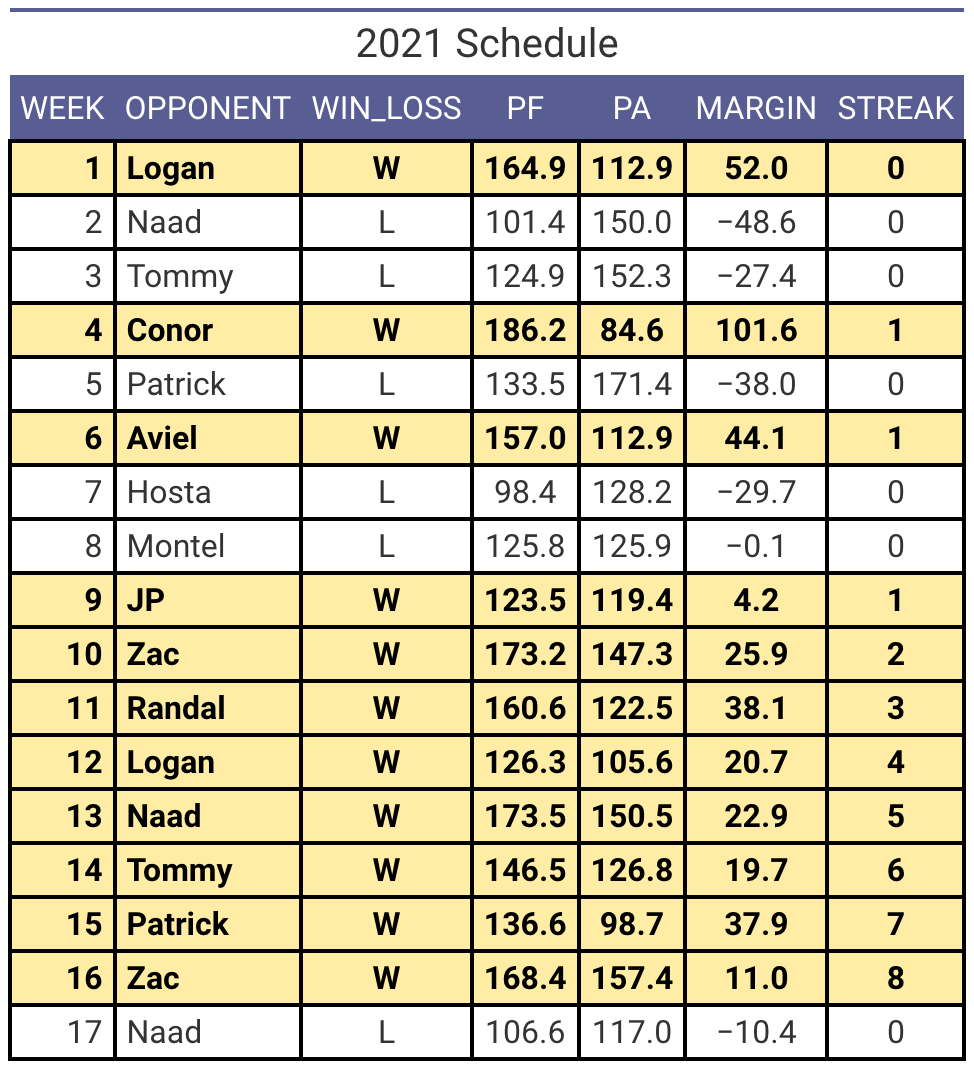 2021 Schedule
WEEK OPPONENT WIN_LOSS PF PA MARGIN STREAK
1 Logan W 164.9 112.9 52.0 0
2 Naad L 101.4 150.0 −48.6 0
3 Tommy L 124.9 152.3 −27.4 0
4 Conor W 186.2 84.6 101.6 1
5 Patrick L 133.5 171.4 −38.0 0
6 Aviel W 157.0 112.9 44.1 1
7 Hosta L 98.4 128.2 −29.7 0
8 Montel L 125.8 125.9 −0.1 0
9 JP W 123.5 119.4 4.2 1
10 Zac W 173.2 147.3 25.9 2
11 Randal W 160.6 122.5 38.1 3
12 Logan W 126.3 105.6 20.7 4
13 Naad W 173.5 150.5 22.9 5
14 Tommy W 146.5 126.8 19.7 6
15 Patrick W 136.6 98.7 37.9 7
16 Zac W 168.4 157.4 11.0 8
17 Naad L 106.6 117.0 −10.4 0